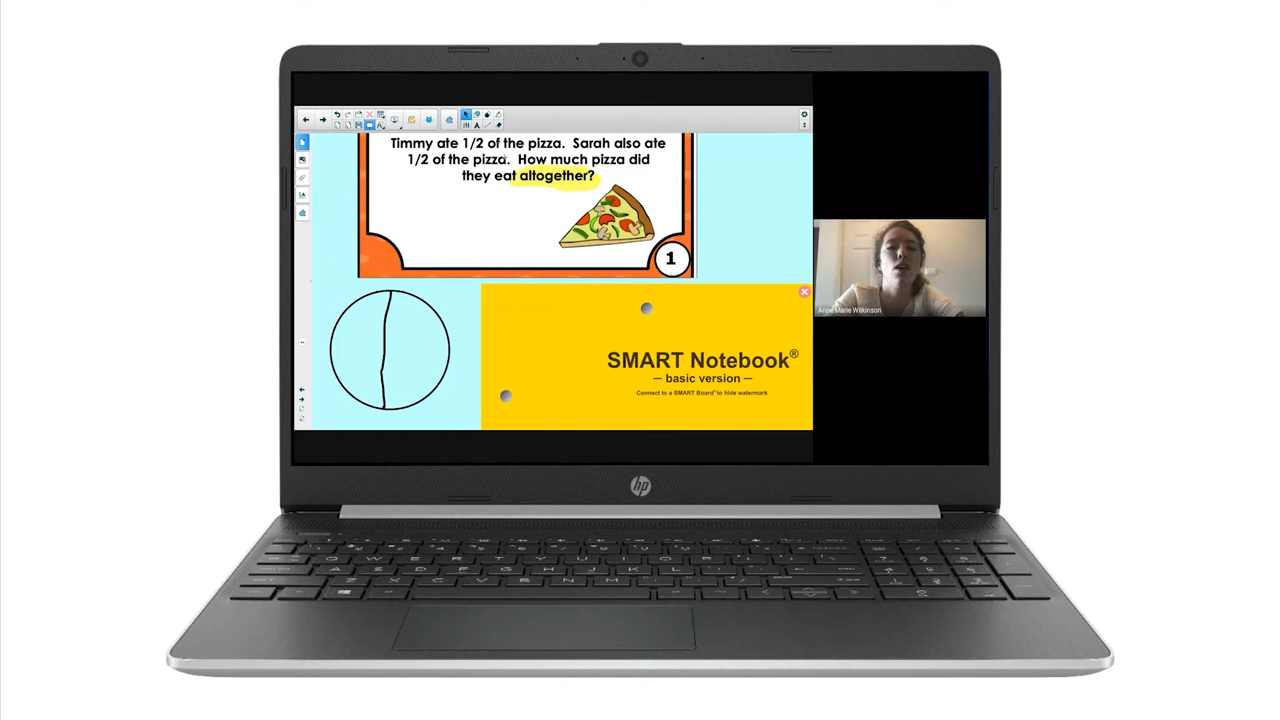 Timmy ate 1/2 of the pizza. Sarah also ate
1/2 of the pizza. How much pizza did
they eat altogether?
1
SMART Notebook®
— basic version —
Connect to a SMART Board® to hide watermark
Anne Marie Wilkinson
hp